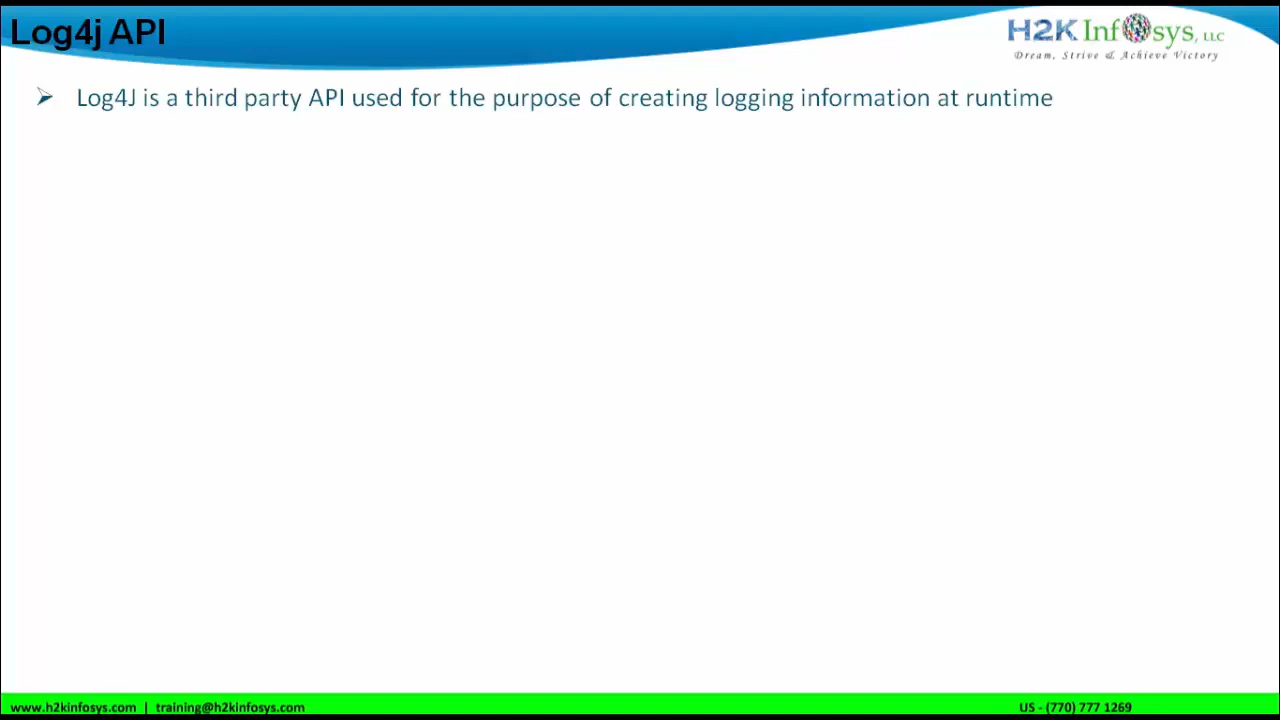 Log4j API
H2K Infosys, LLC
Dream, Strive & Achieve Victory
➢ Log4J is a third party API used for the purpose of creating logging information at runtime
www.h2kinfosys.com | training@h2kinfosys.com
US - (770) 777 1269